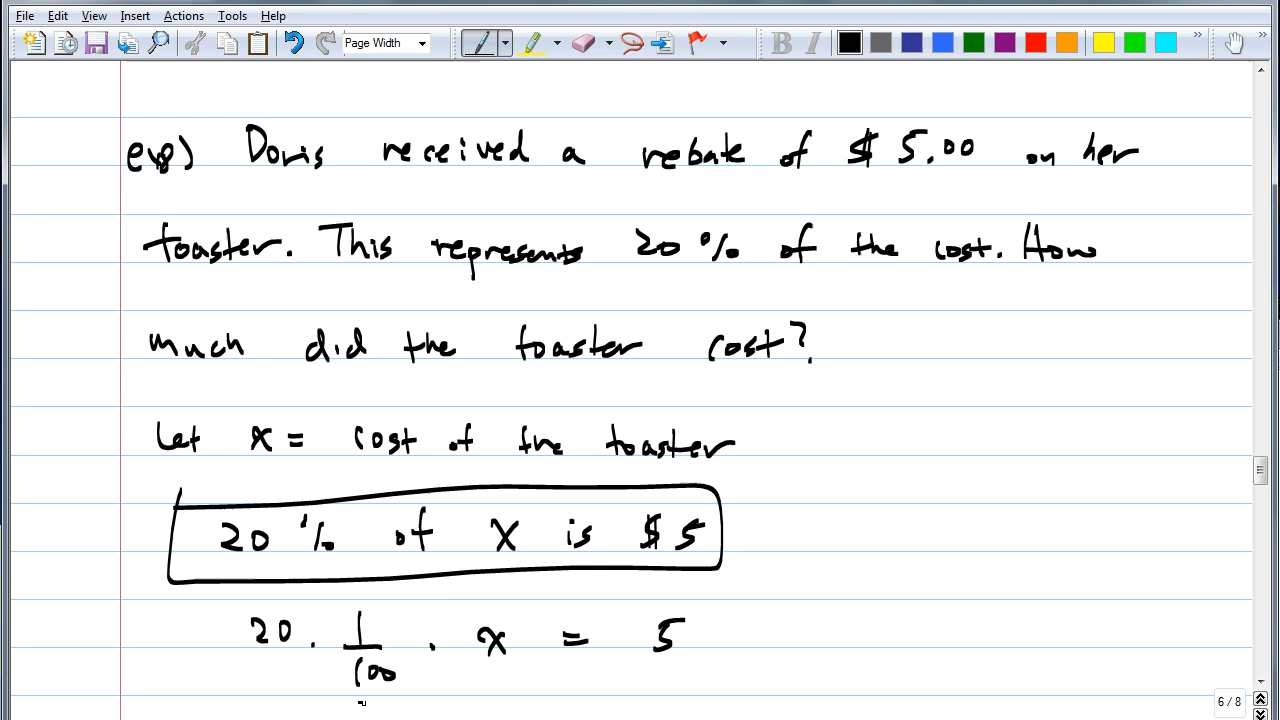 File Edit View Insert Actions Tools Help
Page Width
B I
exp) Doris received a rebate of $ 5.00 on her
toaster. This represents 20 % of the cost. How
much did the toaster cost?
Let x = cost of the toaster
20 % of X is $ 5
20 . 1/100 . x = 5
6 / 8